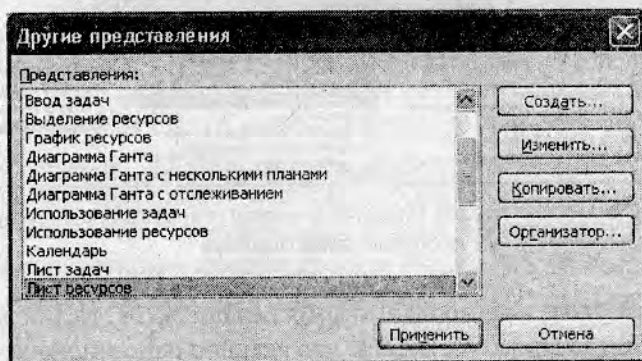 Другие представления
Представления:
Ввод задач
Выделение ресурсов
График ресурсов
Диаграмма Ганта
Диаграмма Ганта с несколькими планами
Диаграмма Ганта с отслеживанием
Использование задач
Использование ресурсов
Календарь
Лист задач
Лист ресурсов
Создать...
Изменить...
Копировать...
Организатор...
Применить
Отмена